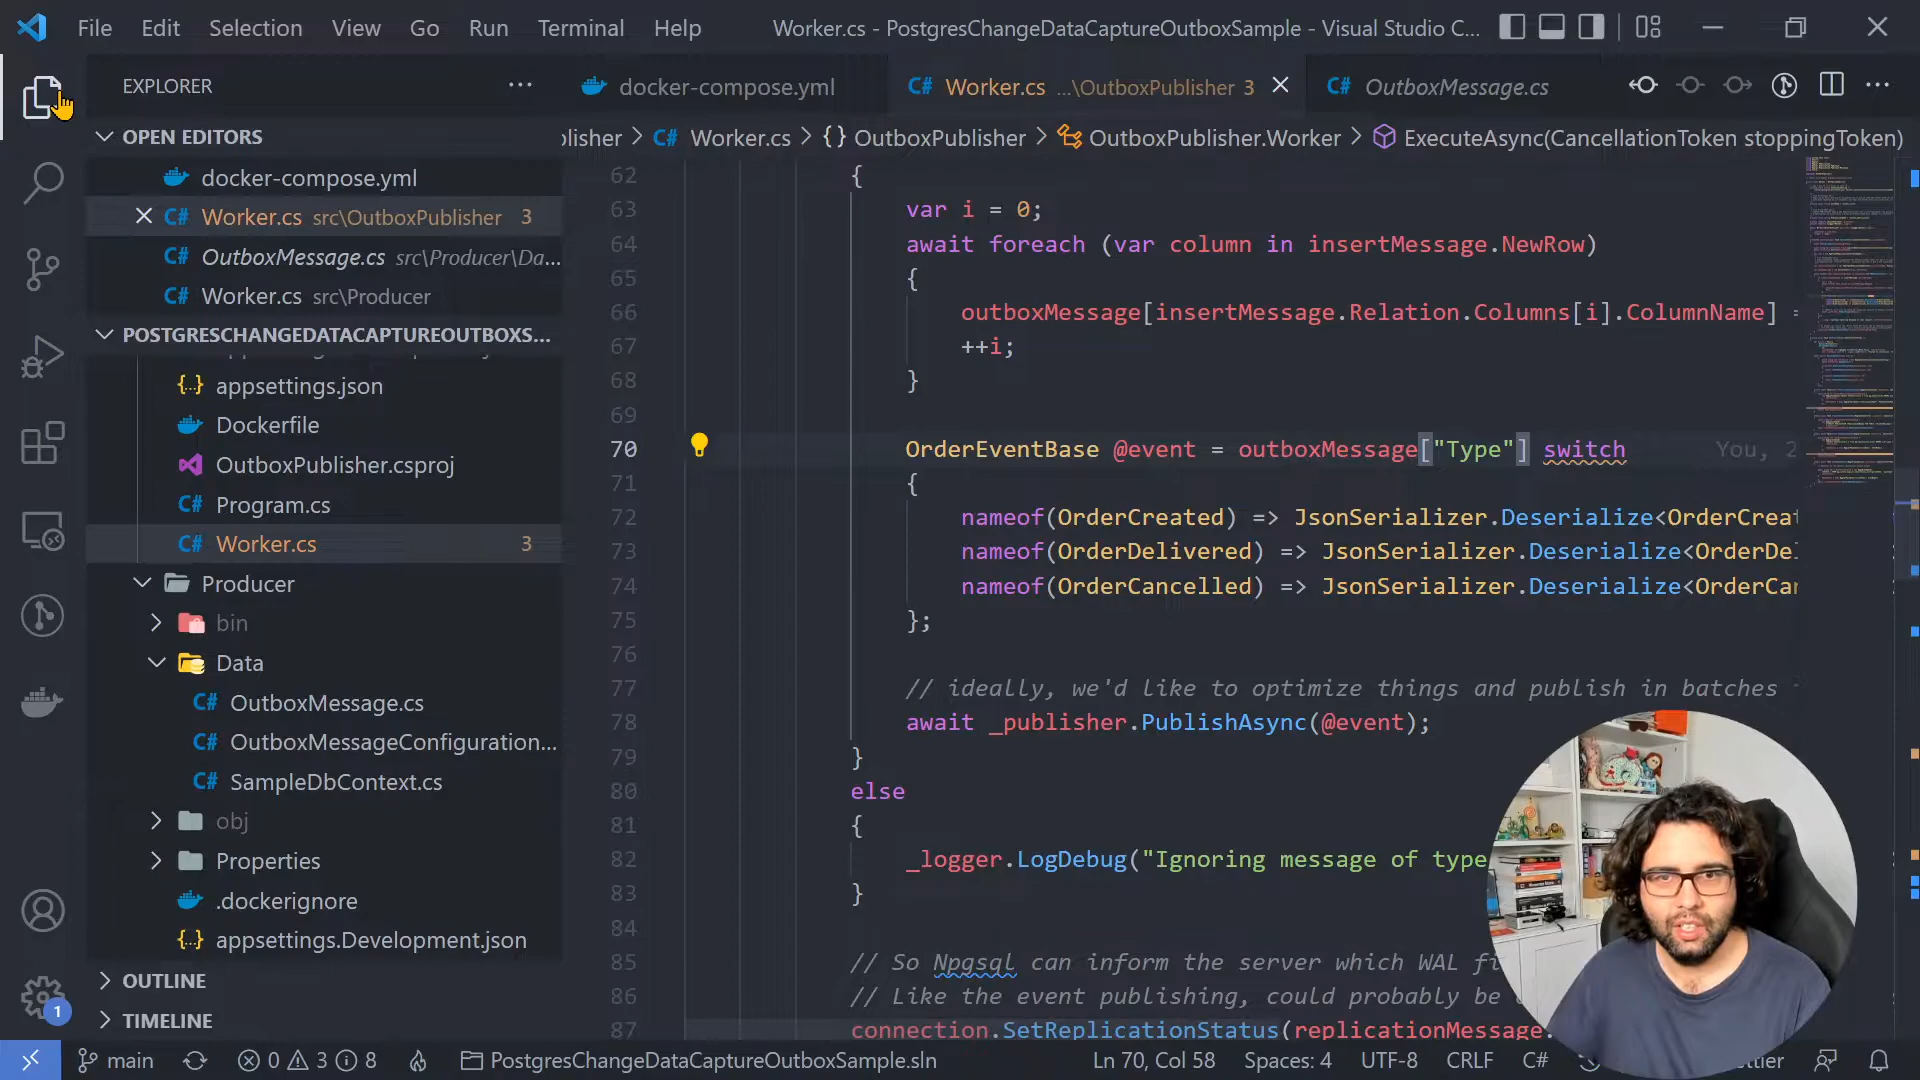 File Edit Selection View Go Run Terminal Help Worker.cs - PostgresChangeDataCaptureOutboxSample - Visual Studio C...
EXPLORER
docker-compose.yml
Worker.cs ...\OutboxPublisher 3
OutboxMessage.cs
OPEN EDITORS
docker-compose.yml
Worker.cs src\OutboxPublisher 3
OutboxMessage.cs src\Producer\Da...
Worker.cs src\Producer
POSTGRESCHANGEDATACAPTUREOUTBOXS...
appsettings.json
Dockerfile
OutboxPublisher.csproj
Program.cs
Worker.cs 3
Producer
bin
Data
OutboxMessage.cs
OutboxMessageConfiguration...
SampleDbContext.cs
obj
Properties
.dockerignore
appsettings.Development.json
OUTLINE
TIMELINE
blisher > Worker.cs > {} OutboxPublisher > OutboxPublisher.Worker > ExecuteAsync(CancellationToken stoppingToken)
62 {
63 var i = 0;
64 await foreach (var column in insertMessage.NewRow)
65 {
66 outboxMessage[insertMessage.Relation.Columns[i].ColumnName] =
67 ++i;
68 }
69
70 OrderEventBase @event = outboxMessage["Type"] switch You, 2
71 {
72 nameof(OrderCreated) => JsonSerializer.Deserialize<OrderCreat
73 nameof(OrderDelivered) => JsonSerializer.Deserialize<OrderDel
74 nameof(OrderCancelled) => JsonSerializer.Deserialize<OrderCan
75 };
76
77 // ideally, we'd like to optimize things and publish in batches
78 await _publisher.PublishAsync(@event);
79 }
80 else
81 {
82 _logger.LogDebug("Ignoring message of type
83 }
84
85 // So Npgsql can inform the server which WAL fi
86 // Like the event publishing, could probably be
87 connection.SetReplicationStatus(replicationMessage.
1
main 0 3 8 PostgresChangeDataCaptureOutboxSample.sln Ln 70, Col 58 Spaces: 4 UTF-8 CRLF C#